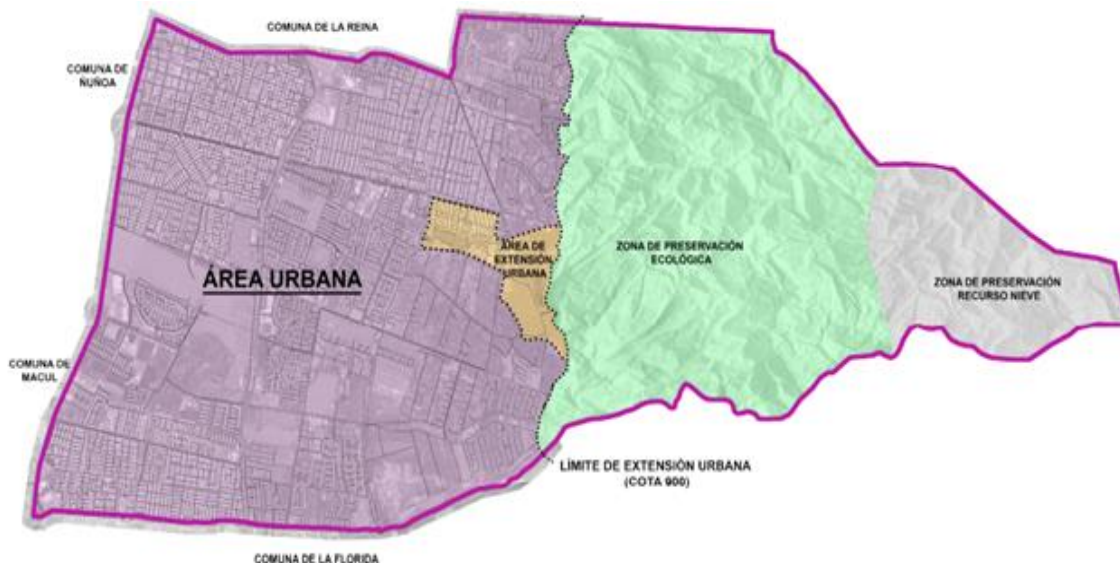 COMUNA DE LA REINA
COMUNA DE
ÑUÑOA
ÁREA DE
EXTENSIÓN
URBANA
ZONA DE PRESERVACIÓN
ECOLÓGICA
ÁREA URBANA
ZONA DE PRESERVACIÓN
RECURSO NIEVE
COMUNA DE
MACUL
LÍMITE DE EXTENSIÓN URBANA
(COTA 900)
COMUNA DE LA FLORIDA